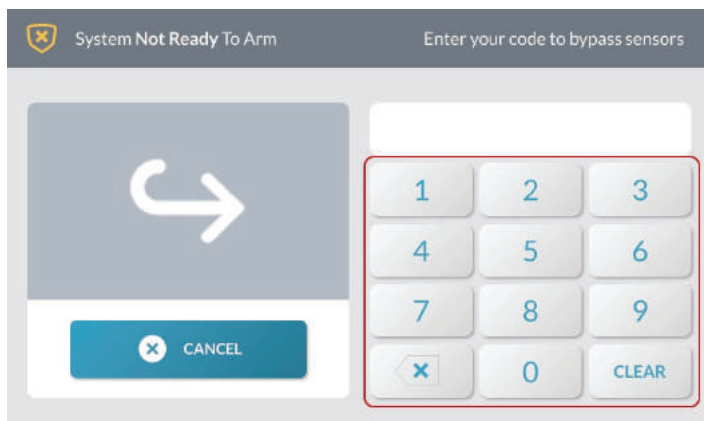 System Not Ready To Arm
Enter your code to bypass sensors
1 2 3
4 5 6
7 8 9
0 CLEAR
CANCEL